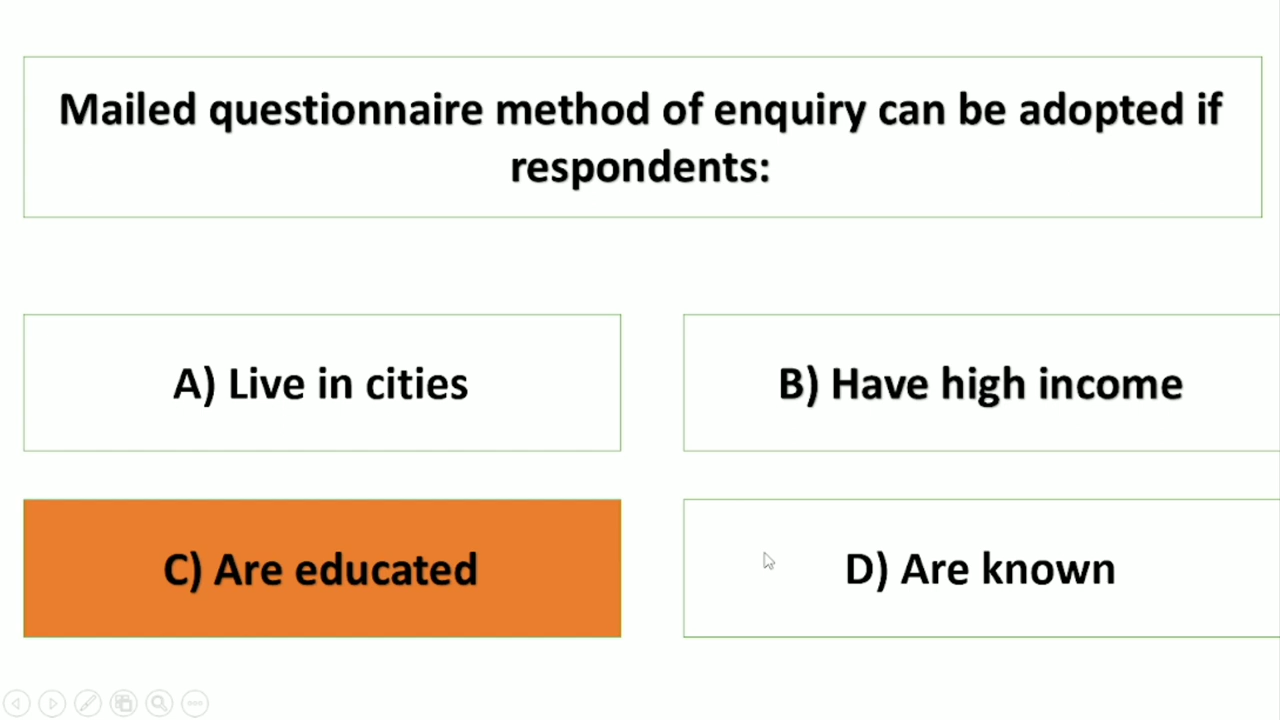 Mailed questionnaire method of enquiry can be adopted if
respondents:
A) Live in cities
B) Have high income
C) Are educated
D) Are known